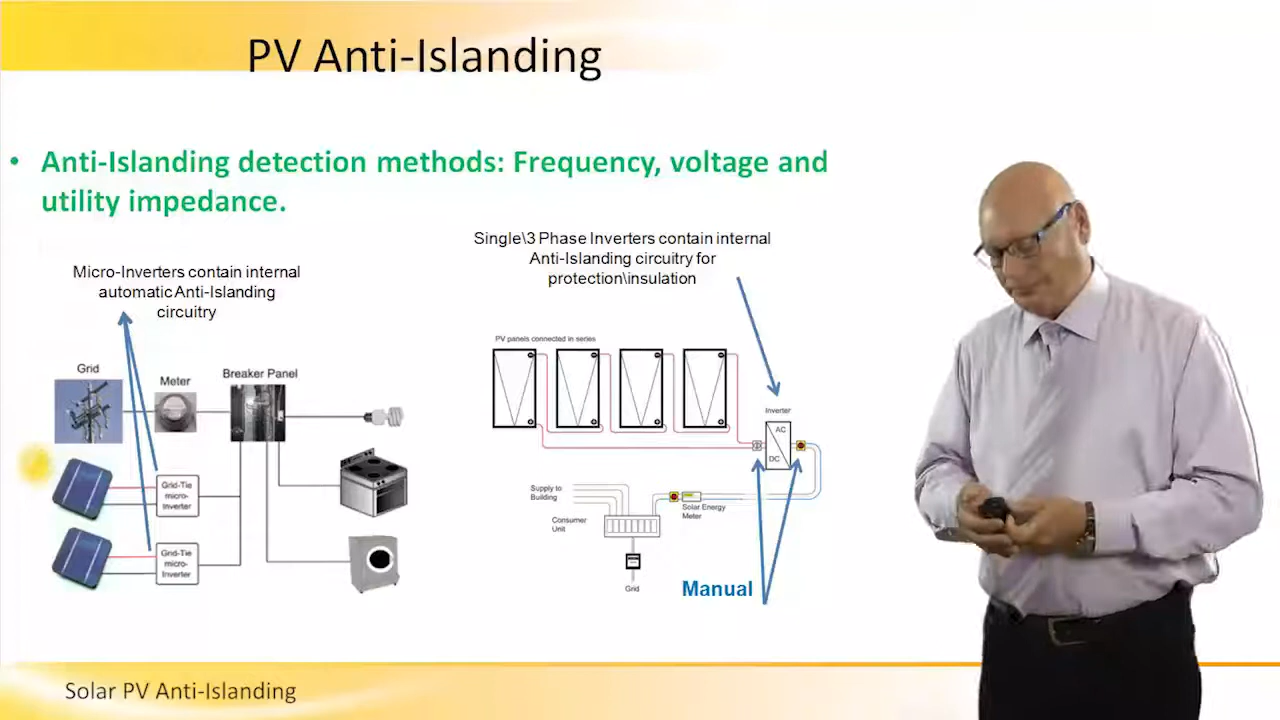 PV Anti-Islanding
• Anti-Islanding detection methods: Frequency, voltage and
utility impedance.
Micro-Inverters contain internal
automatic Anti-Islanding
circuitry
Grid
Meter
Breaker Panel
Grid-Tie
micro-
Inverter
Grid-Tie
micro-
Inverter
Single\3 Phase Inverters contain internal
Anti-Islanding circuitry for
protection\insulation
PV panels connected in series
Inverter
AC
DC
Supply to
Building
Consumer
Unit
Solar Energy
Meter
Grid
Manual
Solar PV Anti-Islanding